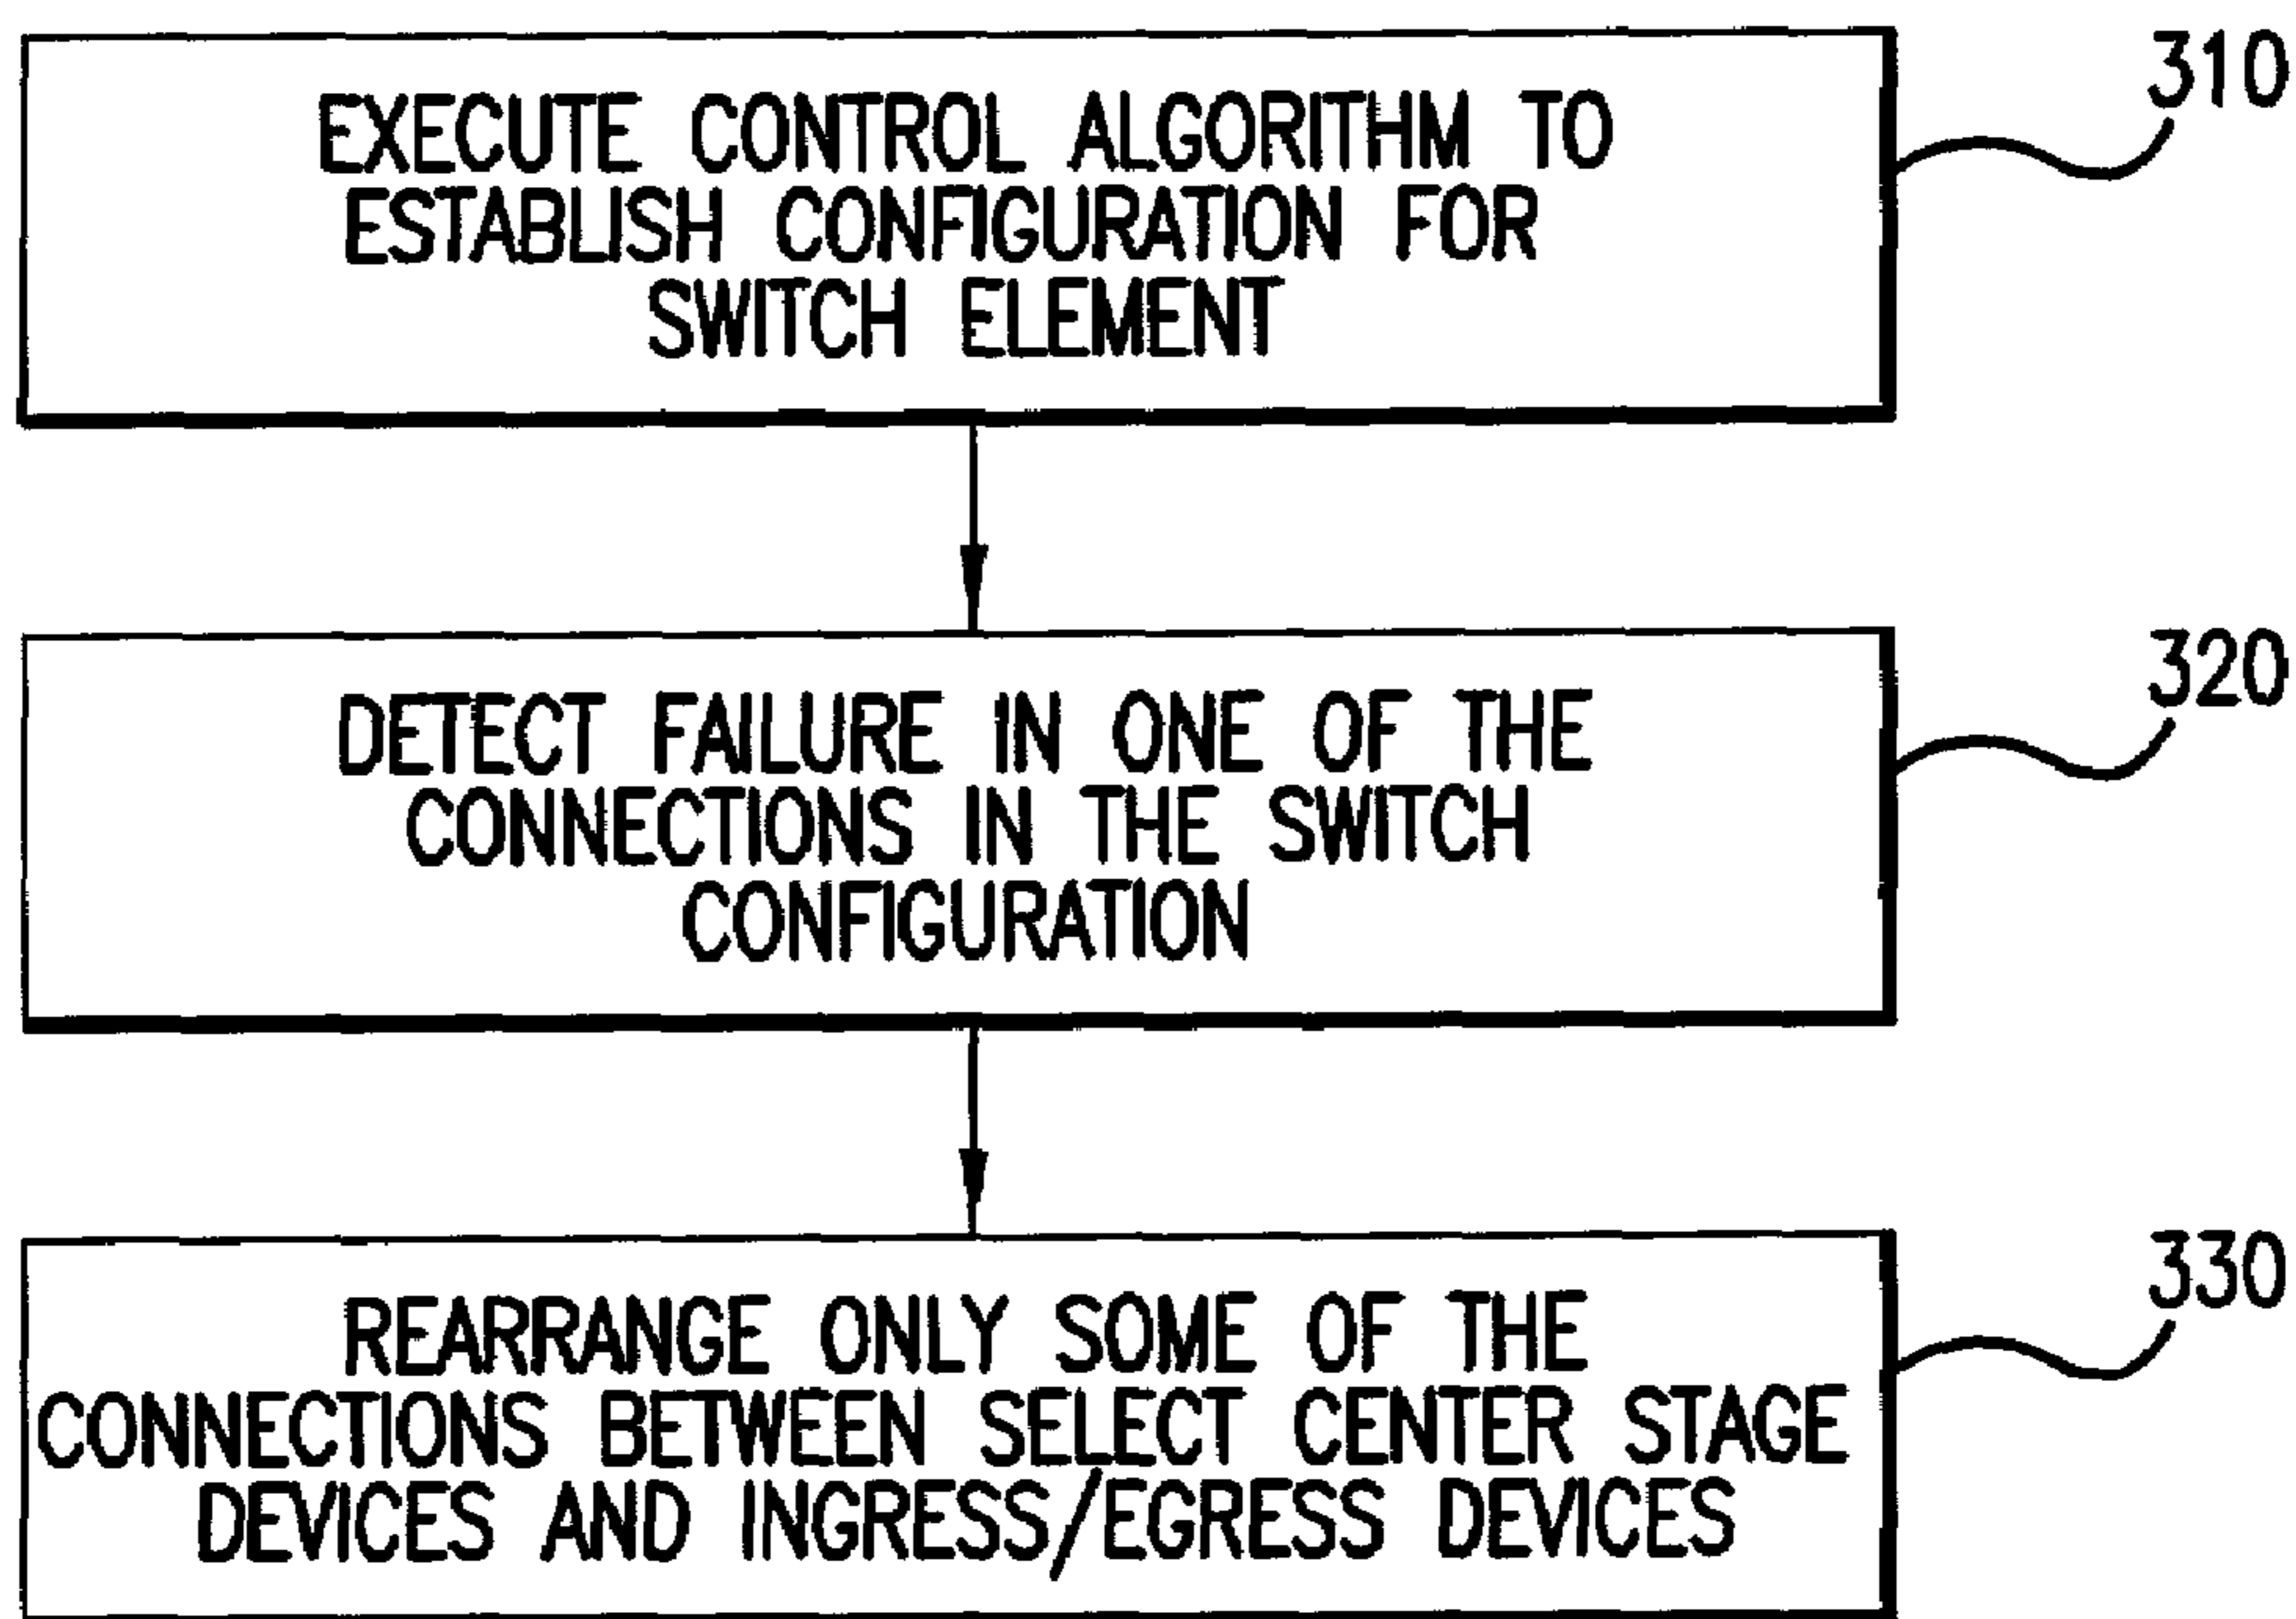 EXECUTE CONTROL ALGORITHM TO
ESTABLISH CONFIGURATION FOR
SWITCH ELEMENT
310
DETECT FAILURE IN ONE OF THE
CONNECTIONS IN THE SWITCH
CONFIGURATION
320
REARRANGE ONLY SOME OF THE
CONNECTIONS BETWEEN SELECT CENTER STAGE
DEVICES AND INGRESS/EGRESS DEVICES
330